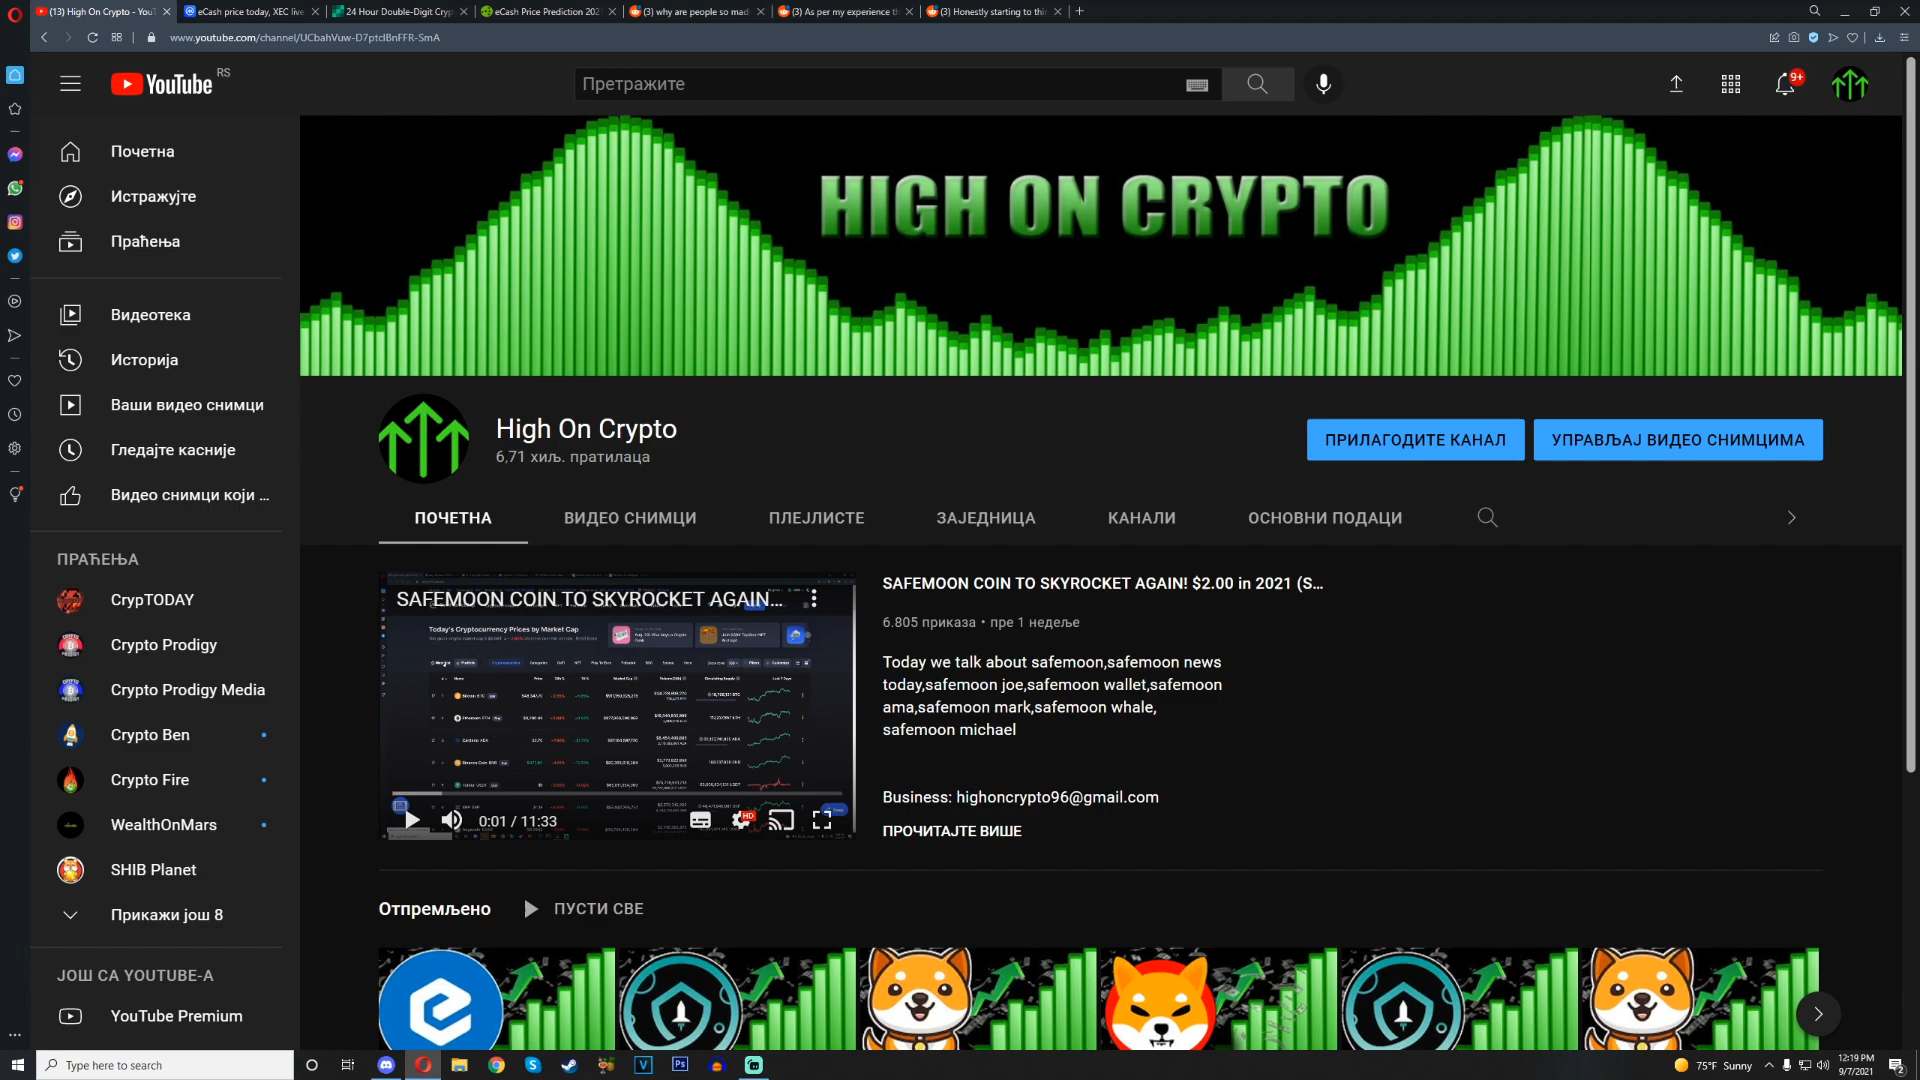 (13) High On Crypto - YouT
eCash price today, XEC live
24 Hour Double-Digit Cryp
eCash Price Prediction 202
(3) why are people so mad
(3) As per my experience th
(3) Honestly starting to thin
www.youtube.com/channel/UCbahVuw-D7ptclBnFFR-SmA
YouTube RS
Претражите
9+
Почетна
Истражујте
Праћења
Видеотека
Историја
Ваши видео снимци
Гледајте касније
Видео снимци који ...
ПРАЋЕЊА
CrypTODAY
Crypto Prodigy
Crypto Prodigy Media
Crypto Ben
Crypto Fire
WealthOnMars
SHIB Planet
Прикажи још 8
ЈОШ СА YOUTUBE-А
YouTube Premium
HIGH ON CRYPTO
High On Crypto
6,71 хиљ. пратилаца
ПРИЛАГОДИТЕ КАНАЛ
УПРАВЉАЈ ВИДЕО СНИМЦИМА
ПОЧЕТНА
ВИДЕО СНИМЦИ
ПЛЕЈЛИСТЕ
ЗАЈЕДНИЦА
КАНАЛИ
ОСНОВНИ ПОДАЦИ
SAFEMOON COIN TO SKYROCKET AGAIN...
Today's Cryptocurrency Prices by Market Cap
0:01 / 11:33
HD
SAFEMOON COIN TO SKYROCKET AGAIN! $2.00 in 2021 (S...
6.805 приказа • пре 1 недеље
Today we talk about safemoon,safemoon news
today,safemoon joe,safemoon wallet,safemoon
ama,safemoon mark,safemoon whale,
safemoon michael
Business: highoncrypto96@gmail.com
ПРОЧИТАЈТЕ ВИШЕ
Отпремљено
ПУСТИ СВЕ
Type here to search
75°F Sunny
12:19 PM
9/7/2021
2